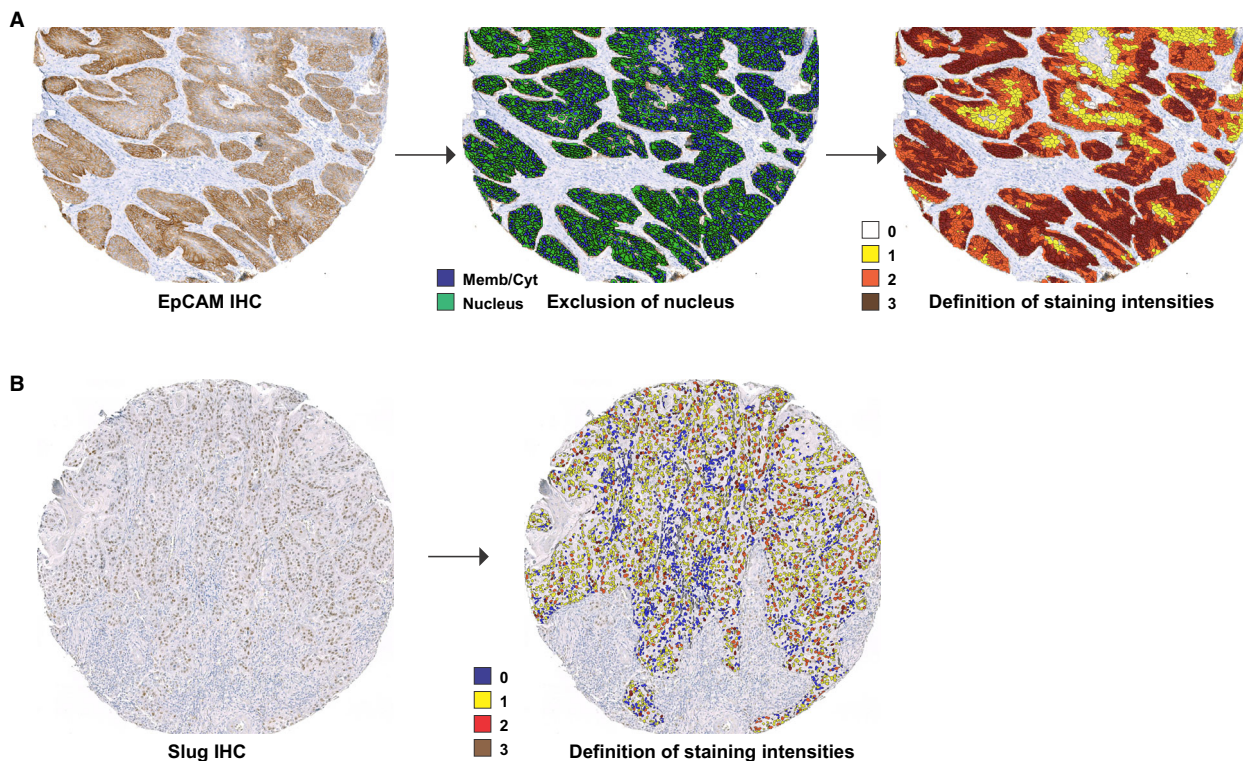 A
EpCAM IHC
Memb/Cyt
Nucleus
Exclusion of nucleus
0
1
2
3
Definition of staining intensities
B
Slug IHC
0
1
2
3
Definition of staining intensities